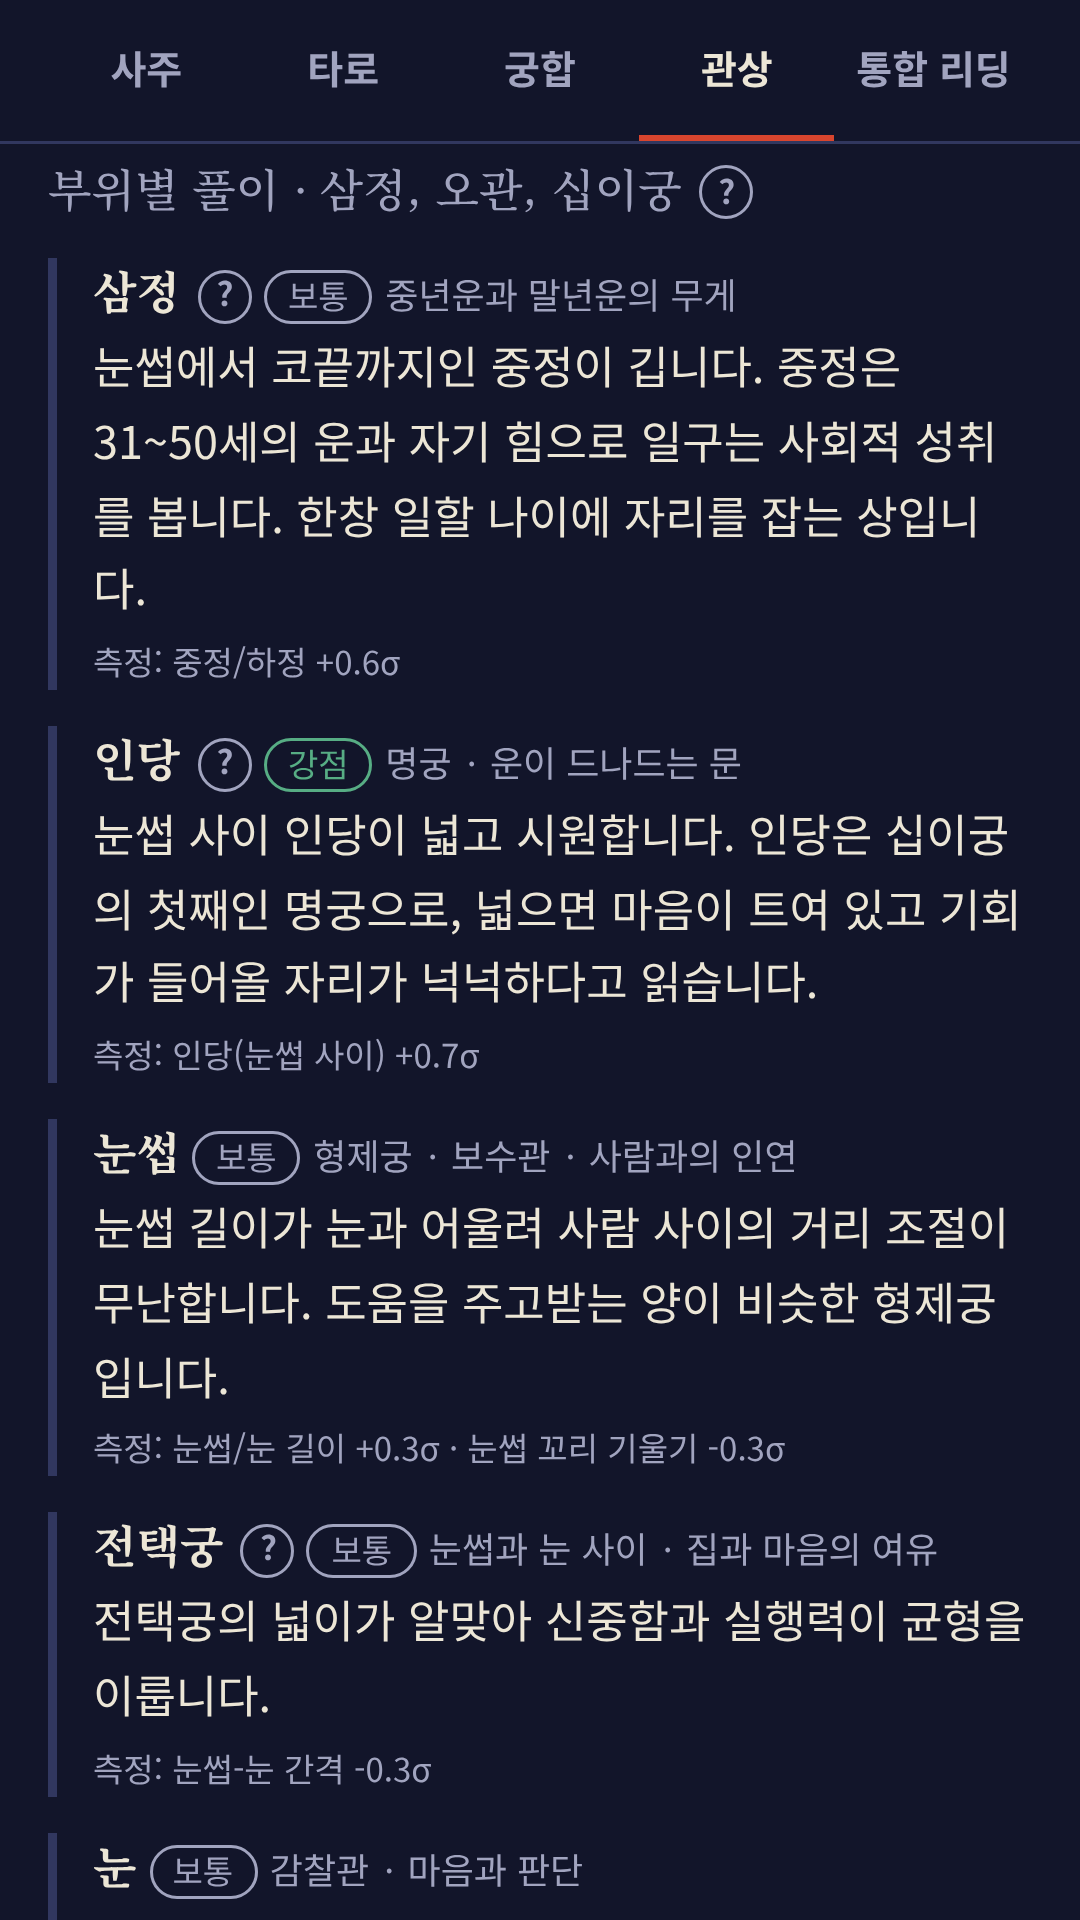 사주 타로 궁합 관상 통합 리딩
부위별 풀이 · 삼정, 오관, 십이궁 ?
삼정 ? 보통 중년운과 말년운의 무게
눈썹에서 코끝까지인 중정이 깁니다. 중정은
31~50세의 운과 자기 힘으로 일구는 사회적 성취
를 봅니다. 한창 일할 나이에 자리를 잡는 상입니
다.
측정: 중정/하정 +0.6σ
인당 ? 강점 명궁 · 운이 드나드는 문
눈썹 사이 인당이 넓고 시원합니다. 인당은 십이궁
의 첫째인 명궁으로, 넓으면 마음이 트여 있고 기회
가 들어올 자리가 넉넉하다고 읽습니다.
측정: 인당(눈썹 사이) +0.7σ
눈썹 보통 형제궁 · 보수관 · 사람과의 인연
눈썹 길이가 눈과 어울려 사람 사이의 거리 조절이
무난합니다. 도움을 주고받는 양이 비슷한 형제궁
입니다.
측정: 눈썹/눈 길이 +0.3σ · 눈썹 꼬리 기울기 -0.3σ
전택궁 ? 보통 눈썹과 눈 사이 · 집과 마음의 여유
전택궁의 넓이가 알맞아 신중함과 실행력이 균형을
이룹니다.
측정: 눈썹-눈 간격 -0.3σ
눈 보통 감찰관 · 마음과 판단